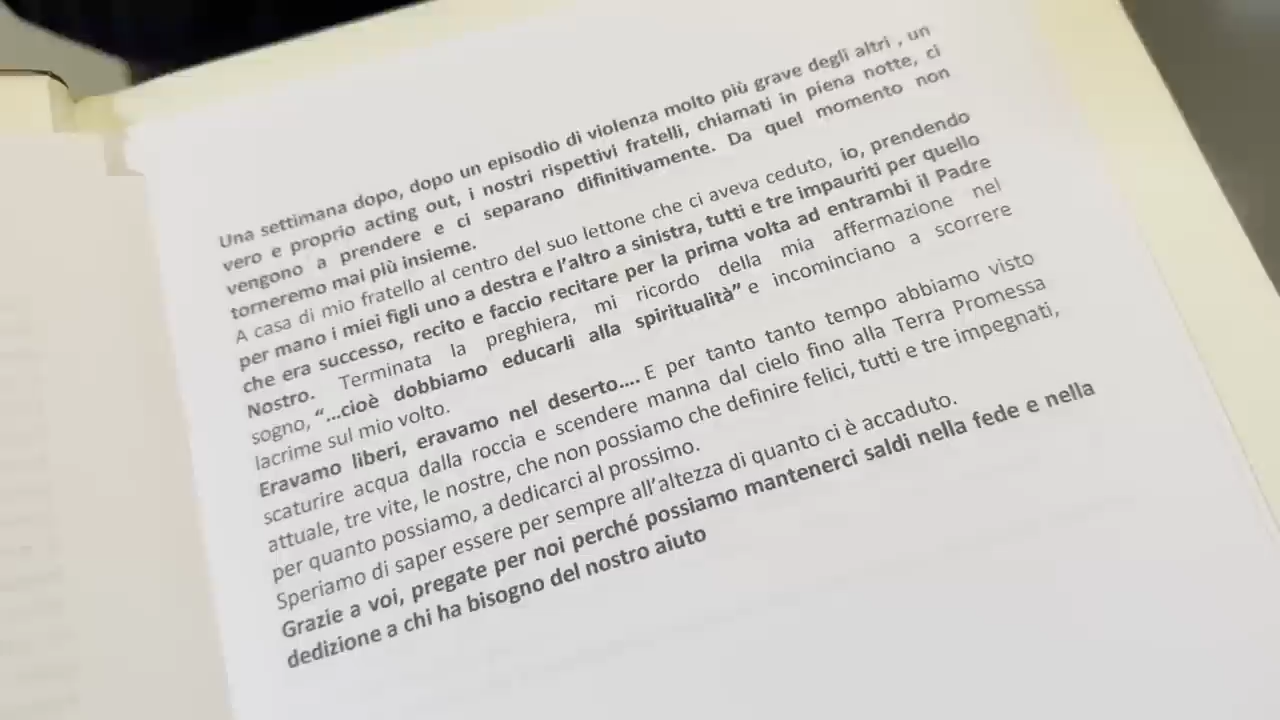 Una settimana dopo, dopo un episodio di violenza molto più grave degli altri , un
vero e proprio acting out, i nostri rispettivi fratelli, chiamati in piena notte, ci
vengono a prendere e ci separano difinitivamente. Da quel momento non
torneremo mai più insieme.
A casa di mio fratello al centro del suo lettone che ci aveva ceduto, io, prendendo
per mano i miei figli uno a destra e l'altro a sinistra, tutti e tre impauriti per quello
che era successo, recito e faccio recitare per la prima volta ad entrambi il Padre
Nostro. Terminata la preghiera, mi ricordo della mia affermazione nel
sogno, "...cioè dobbiamo educarli alla spiritualità" e incominciano a scorrere
lacrime sul mio volto.
Eravamo liberi, eravamo nel deserto.... E per tanto tanto tempo abbiamo visto
scaturire acqua dalla roccia e scendere manna dal cielo fino alla Terra Promessa
attuale, tre vite, le nostre, che non possiamo che definire felici, tutti e tre impegnati,
per quanto possiamo, a dedicarci al prossimo.
Speriamo di saper essere per sempre all'altezza di quanto ci è accaduto.
Grazie a voi, pregate per noi perché possiamo mantenerci saldi nella fede e nella
dedizione a chi ha bisogno del nostro aiuto